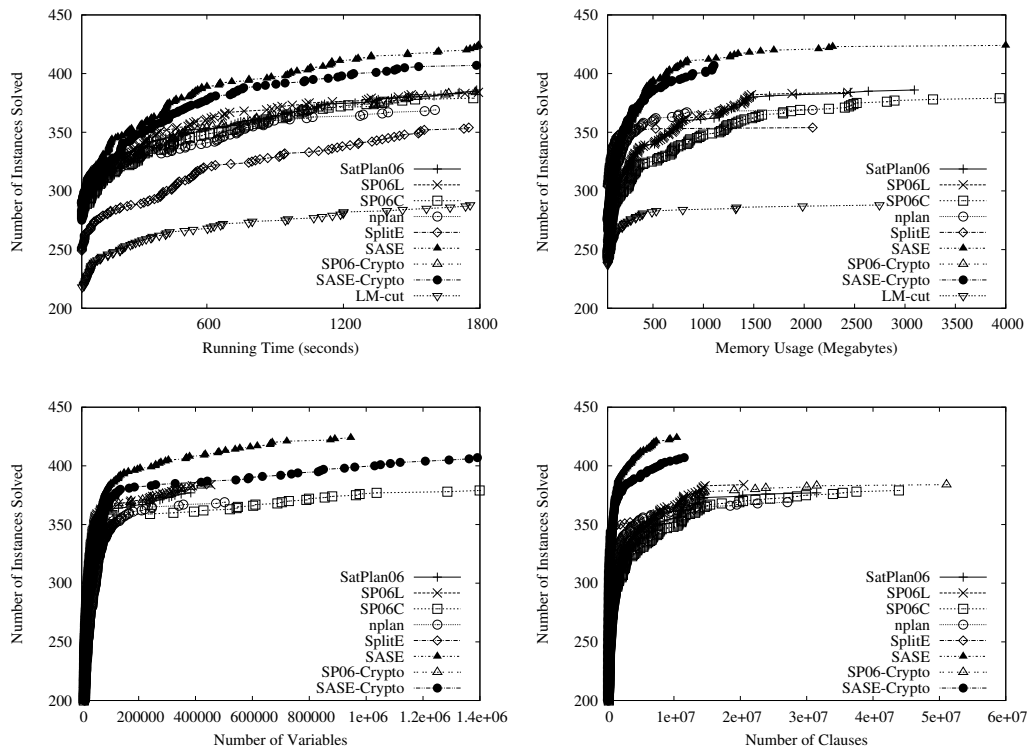 450
400
350
300
250
200
Number of Instances Solved
SatPlan06
SP06L
SP06C
nplan
SplitE
SASE
SP06-Crypto
SASE-Crypto
LM-cut
600
1200
1800
Running Time (seconds)
450
400
350
300
250
200
Number of Instances Solved
SatPlan06
SP06L
SP06C
nplan
SplitE
SASE
SP06-Crypto
SASE-Crypto
LM-cut
500
1000
1500
2000
2500
3000
3500
4000
Memory Usage (Megabytes)
450
400
350
300
250
200
Number of Instances Solved
SatPlan06
SP06L
SP06C
nplan
SplitE
SASE
SP06-Crypto
SASE-Crypto
0
200000
400000
600000
800000
1e+06
1.2e+06
1.4e+06
Number of Variables
450
400
350
300
250
200
Number of Instances Solved
SatPlan06
SP06L
SP06C
nplan
SplitE
SASE
SP06-Crypto
SASE-Crypto
0
1e+07
2e+07
3e+07
4e+07
5e+07
6e+07
Number of Clauses